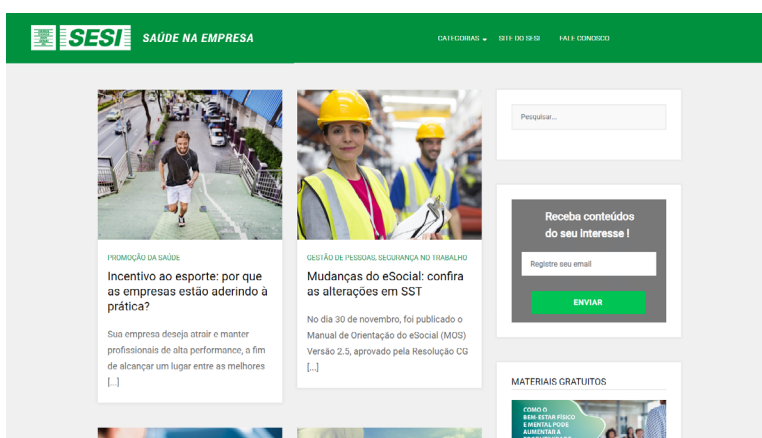 SESI SAÚDE NA EMPRESA
CATEGORIAS SITE DO SESI FALE CONOSCO
PROMOÇÃO DA SAÚDE
Incentivo ao esporte: por que
as empresas estão aderindo à
prática?
Sua empresa deseja atrair e manter
profissionais de alta performance, a fim
de alcançar um lugar entre as melhores
[...]
GESTÃO DE PESSOAS, SEGURANÇA NO TRABALHO
Mudanças do eSocial: confira
as alterações em SST
No dia 30 de novembro, foi publicado o
Manual de Orientação do eSocial (MOS)
Versão 2.5, aprovado pela Resolução CG
[...]
Pesquisar...
Receba conteúdos
do seu interesse !
Registre seu email
ENVIAR
MATERIAIS GRATUITOS
COMO O
BEM-ESTAR FÍSICO
E MENTAL PODE
AUMENTAR A